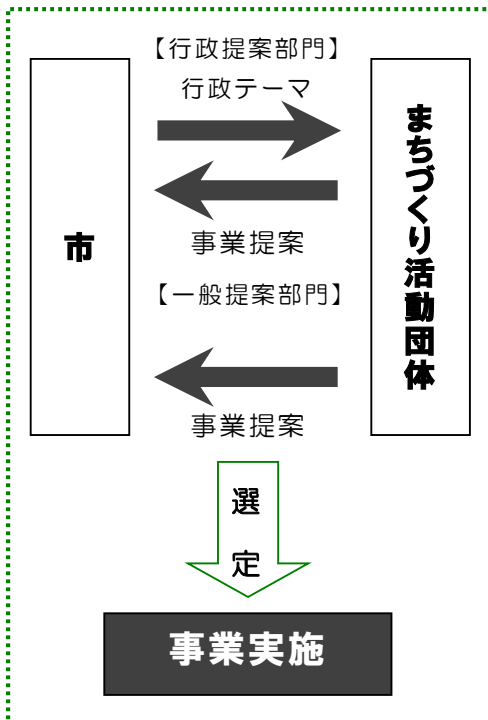 【行政提案部門】
行政テーマ
市
まちづくり活動団体
事業提案
【一般提案部門】
事業提案
選
定
事業実施